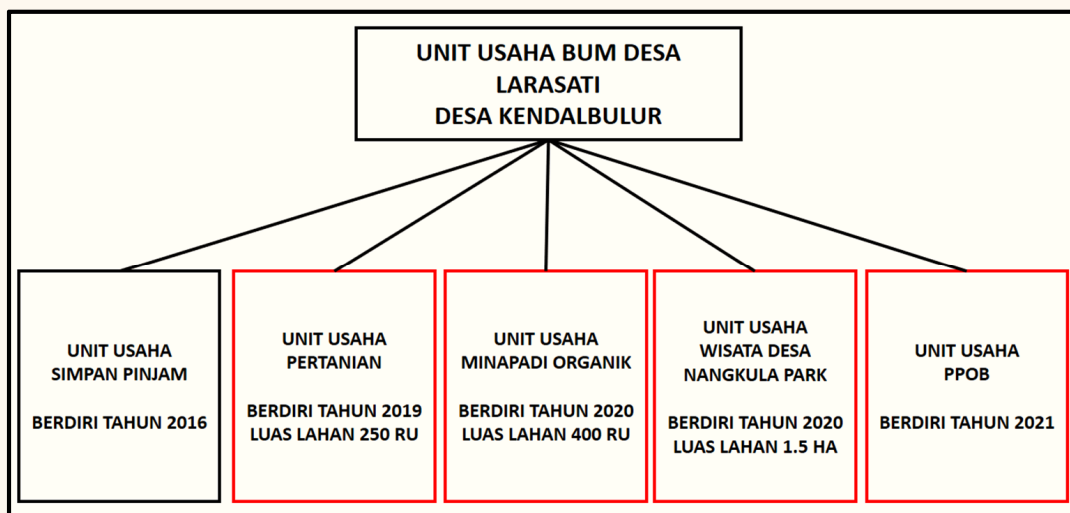 UNIT USAHA BUM DESA
LARASATI
DESA KENDALBULUR
UNIT USAHA
SIMPAN PINJAM
BERDIRI TAHUN 2016
UNIT USAHA
PERTANIAN
BERDIRI TAHUN 2019
LUAS LAHAN 250 RU
UNIT USAHA
MINAPADI ORGANIK
BERDIRI TAHUN 2020
LUAS LAHAN 400 RU
UNIT USAHA
WISATA DESA
NANGKULA PARK
BERDIRI TAHUN 2020
LUAS LAHAN 1.5 HA
UNIT USAHA
PPOB
BERDIRI TAHUN 2021